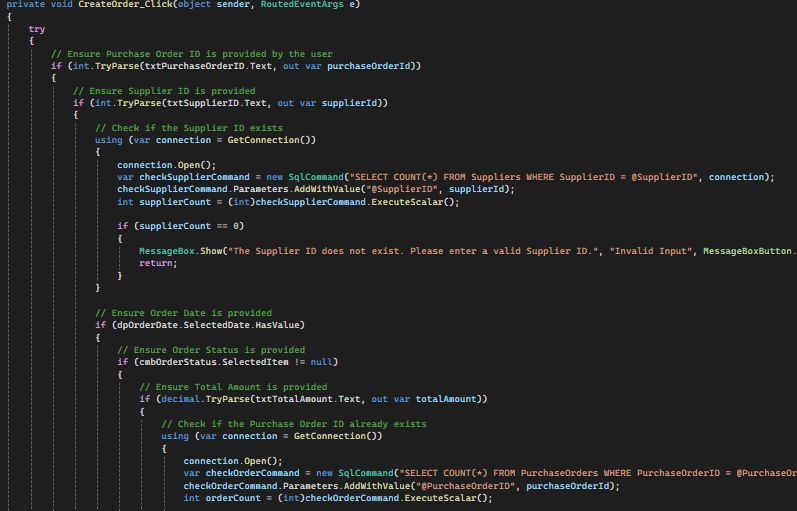 private void CreateOrder_Click(object sender, RoutedEventArgs e)
{
try
{
// Ensure Purchase Order ID is provided by the user
if (int.TryParse(txtPurchaseOrderID.Text, out var purchaseOrderId))
{
// Ensure Supplier ID is provided
if (int.TryParse(txtSupplierID.Text, out var supplierId))
{
// Check if the Supplier ID exists
using (var connection = GetConnection())
{
connection.Open();
var checkSupplierCommand = new SqlCommand("SELECT COUNT(*) FROM Suppliers WHERE SupplierID = @SupplierID", connection);
checkSupplierCommand.Parameters.AddWithValue("@SupplierID", supplierId);
int supplierCount = (int)checkSupplierCommand.ExecuteScalar();
if (supplierCount == 0)
{
MessageBox.Show("The Supplier ID does not exist. Please enter a valid Supplier ID.", "Invalid Input", MessageBoxButton.
return;
}
}
// Ensure Order Date is provided
if (dpOrderDate.SelectedDate.HasValue)
{
// Ensure Order Status is provided
if (cmbOrderStatus.SelectedItem != null)
{
// Ensure Total Amount is provided
if (decimal.TryParse(txtTotalAmount.Text, out var totalAmount))
{
// Check if the Purchase Order ID already exists
using (var connection = GetConnection())
{
connection.Open();
var checkOrderCommand = new SqlCommand("SELECT COUNT(*) FROM PurchaseOrders WHERE PurchaseOrderID = @PurchaseOr
checkOrderCommand.Parameters.AddWithValue("@PurchaseOrderID", purchaseOrderId);
int orderCount = (int)checkOrderCommand.ExecuteScalar();